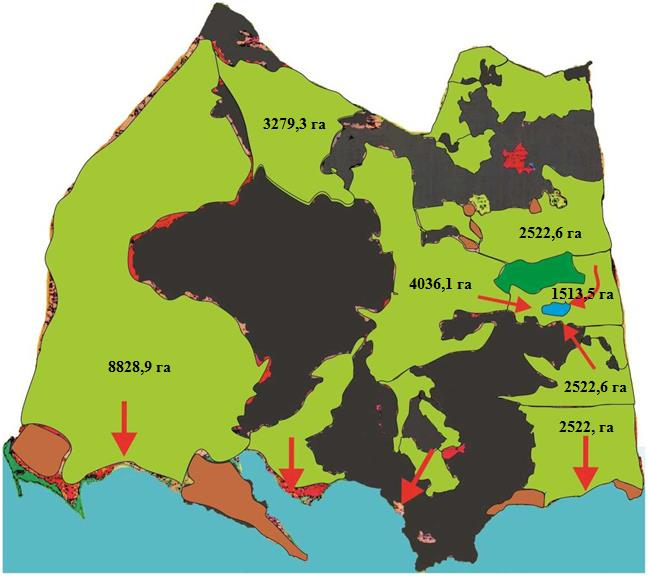 3279,3 га
2522,6 га
4036,1 га
1513,5 га
8828,9 га
2522,6 га
2522, га